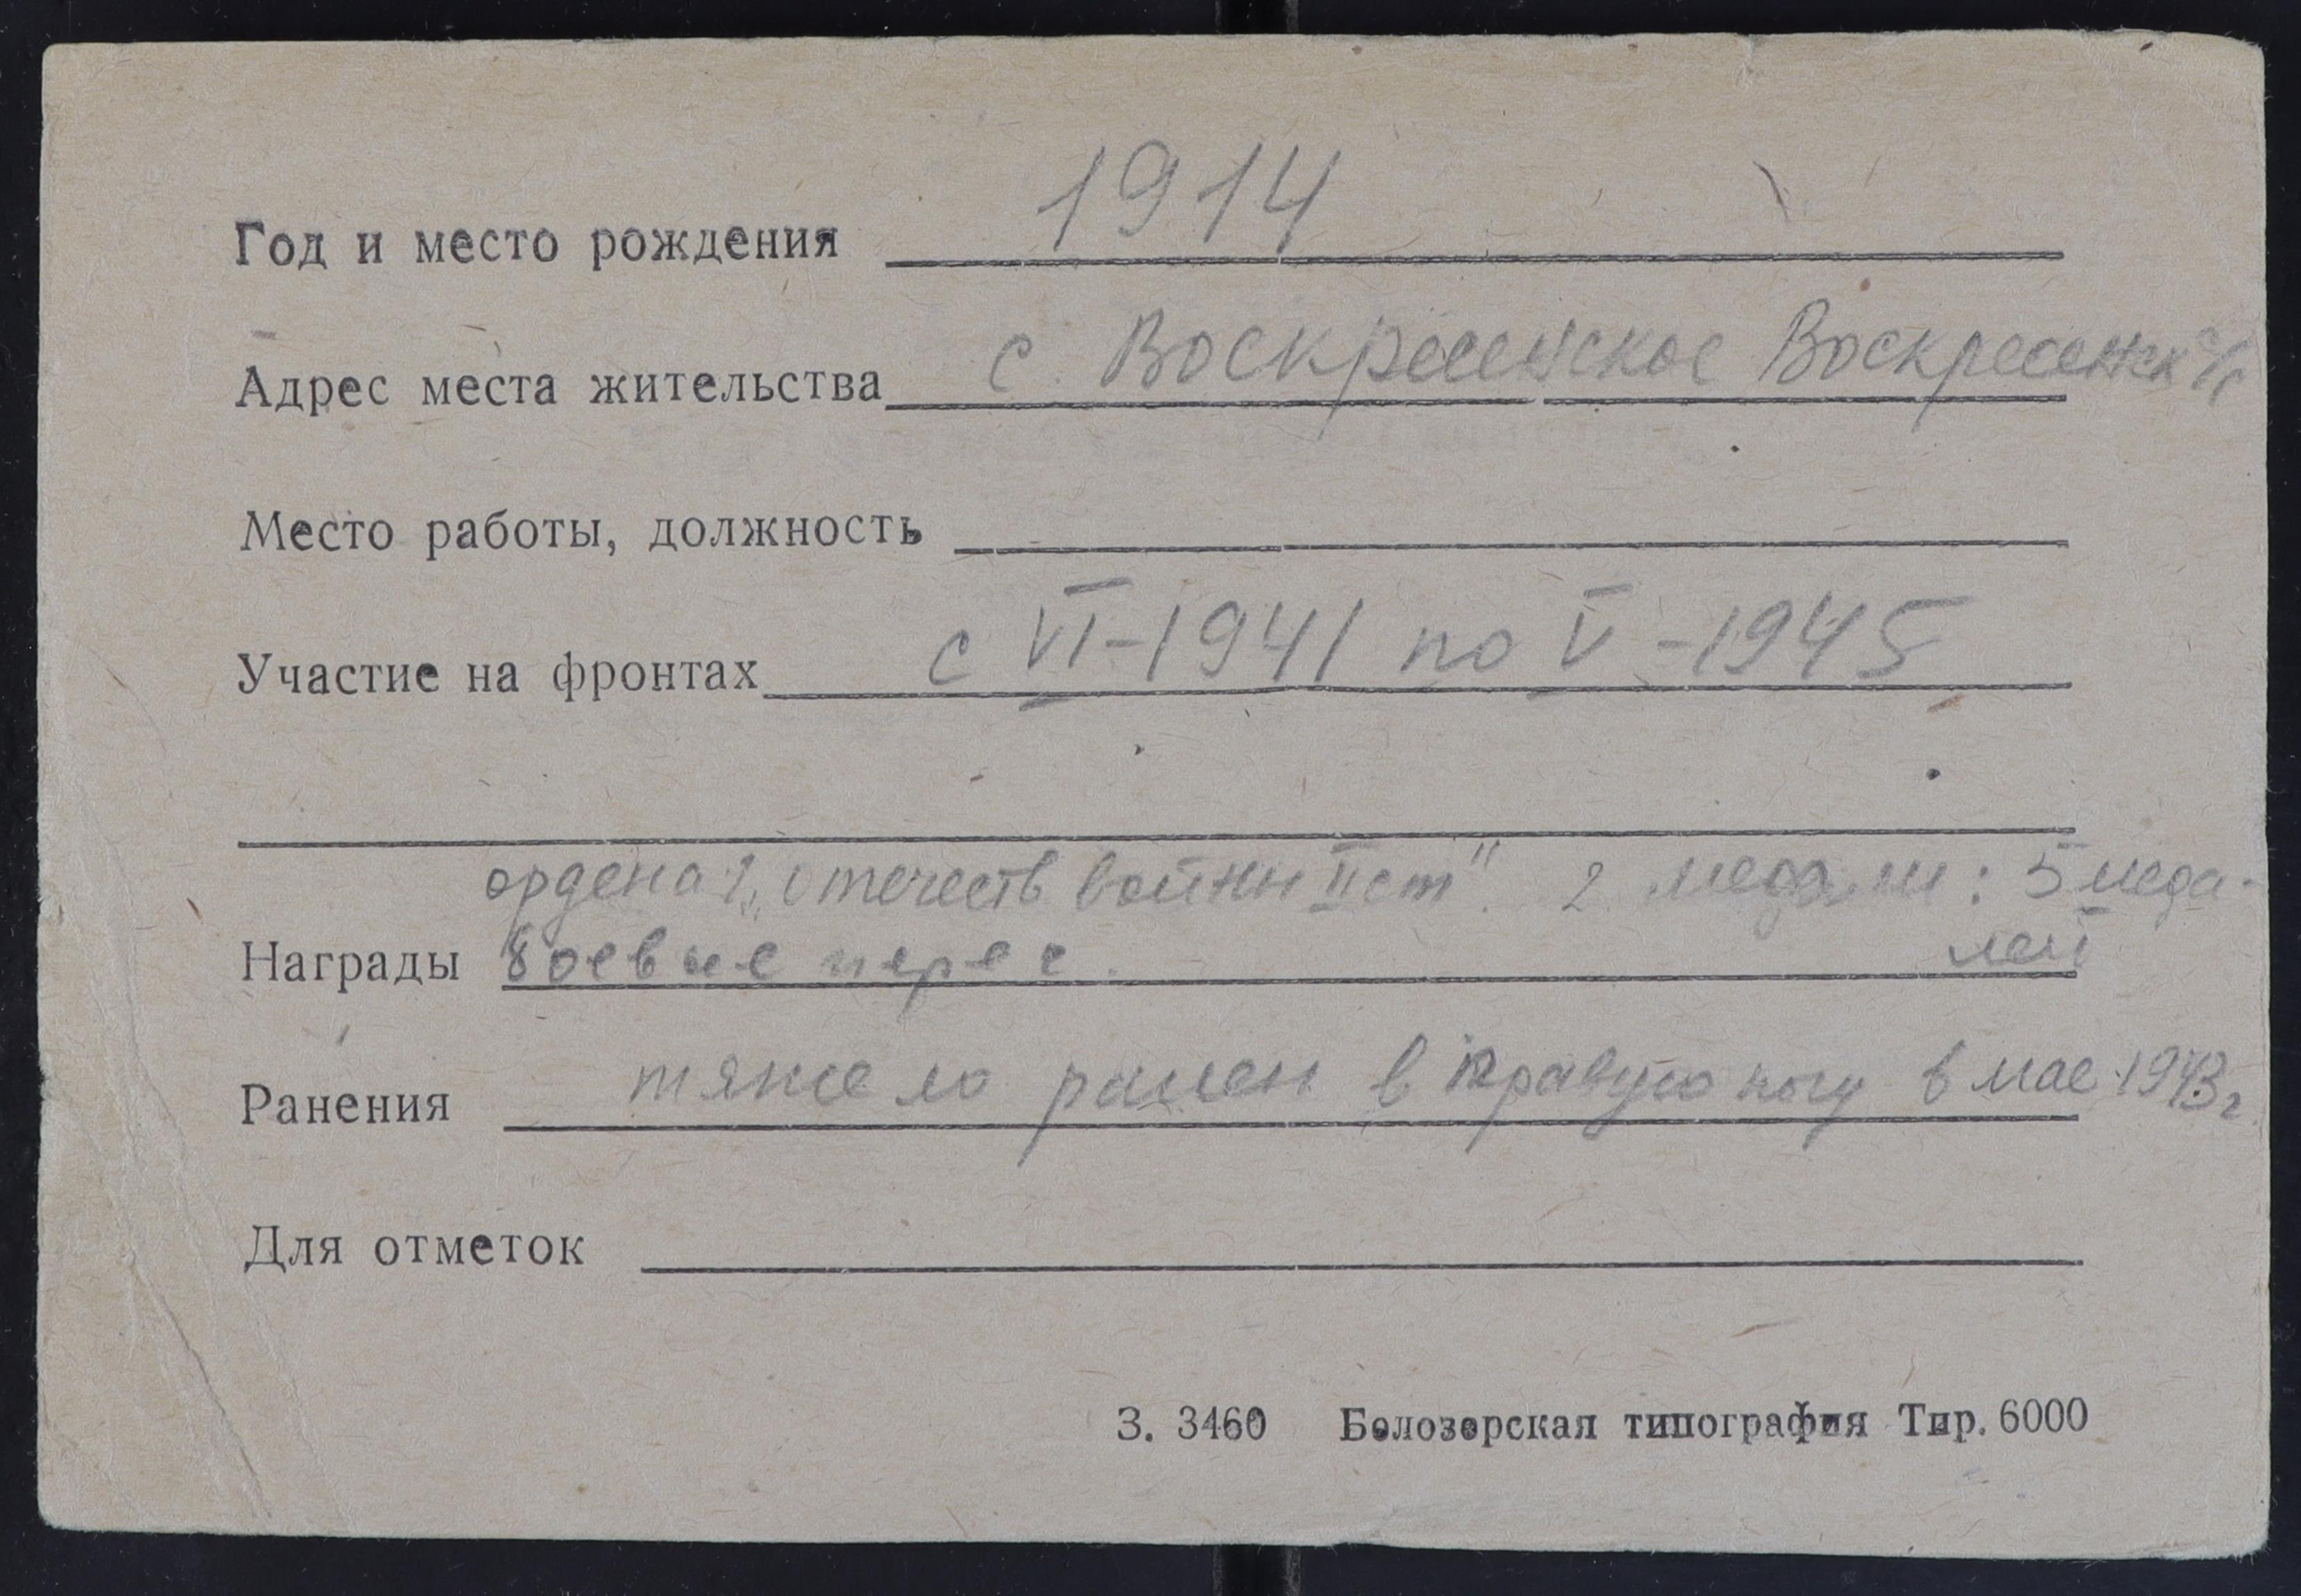 Год и место рождения 1914
Адрес места жительства с. Воскресенское Воскресенск с/с
Место работы, должность
Участие на фронтах с VI-1941 по V-1945
ордена: „Отечеств войны II ст" 2 медали: 5 меда-
Награды боевые переч. лей
Ранения тяжело ранен в правую ногу в мае 1943 г
Для отметок
З. 3460 Белозерская типография Тир. 6000